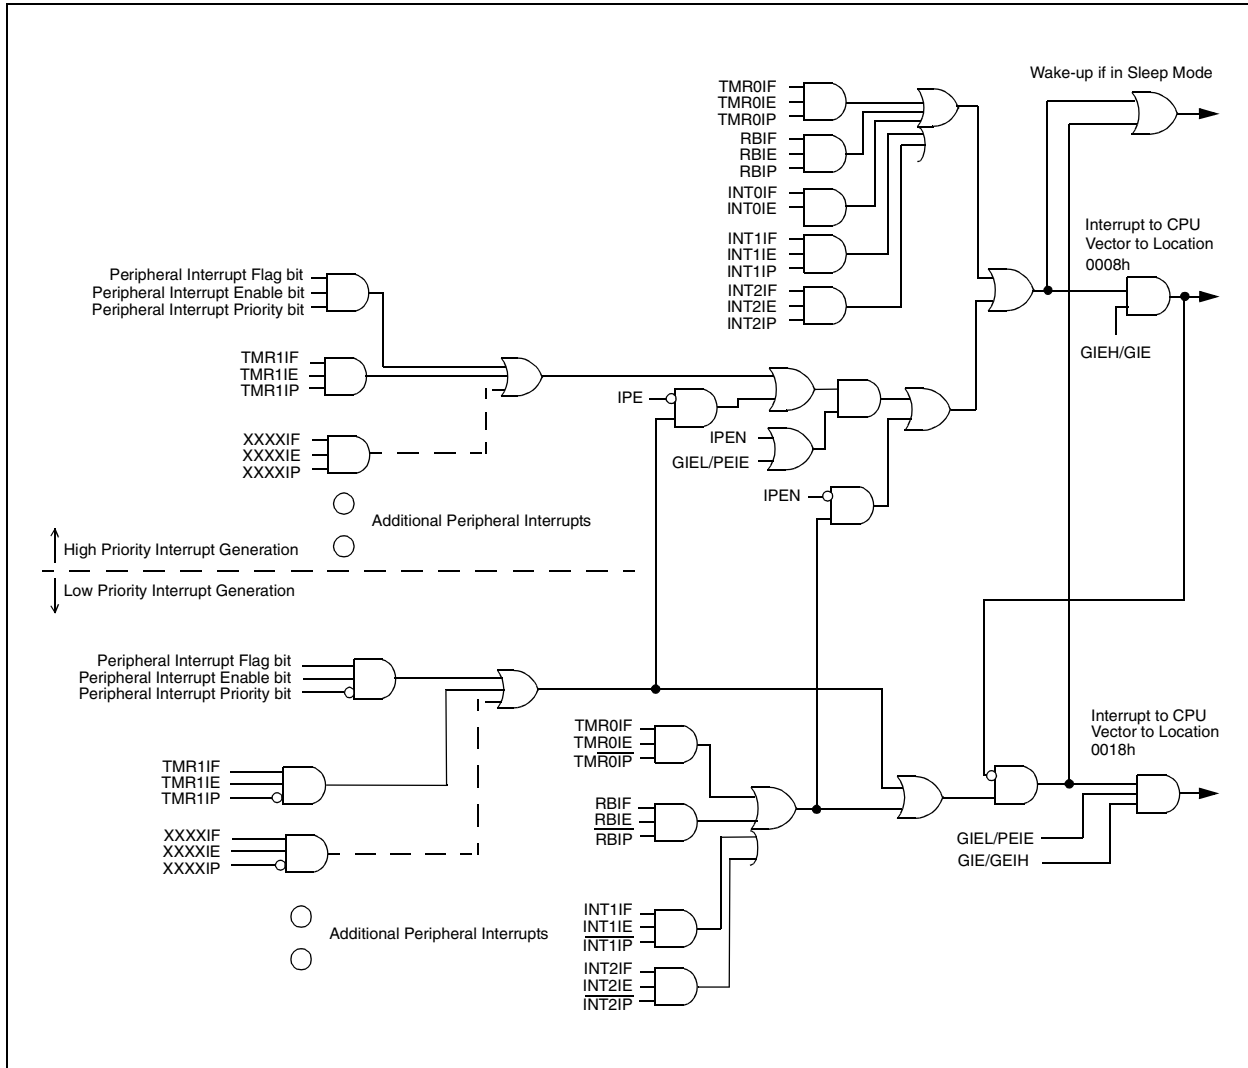 Wake-up if in Sleep Mode
TMR0IF
TMR0IE
TMR0IP
RBIF
RBIE
RBIP
INT0IF
INT0IE
INT1IF
INT1IE
INT1IP
INT2IF
INT2IE
INT2IP
Interrupt to CPU
Vector to Location
0008h
GIEH/GIE
Peripheral Interrupt Flag bit
Peripheral Interrupt Enable bit
Peripheral Interrupt Priority bit
TMR1IF
TMR1IE
TMR1IP
XXXXIF
XXXXIE
XXXXIP
IPE
IPEN
GIEL/PEIE
IPEN
Additional Peripheral Interrupts
High Priority Interrupt Generation
Low Priority Interrupt Generation
Peripheral Interrupt Flag bit
Peripheral Interrupt Enable bit
Peripheral Interrupt Priority bit
TMR1IF
TMR1IE
TMR1IP
XXXXIF
XXXXIE
XXXXIP
Additional Peripheral Interrupts
TMR0IF
TMR0IE
TMR0IP
RBIF
RBIE
RBIP
INT1IF
INT1IE
INT1IP
INT2IF
INT2IE
INT2IP
Interrupt to CPU
Vector to Location
0018h
GIEL/PEIE
GIE/GEIH